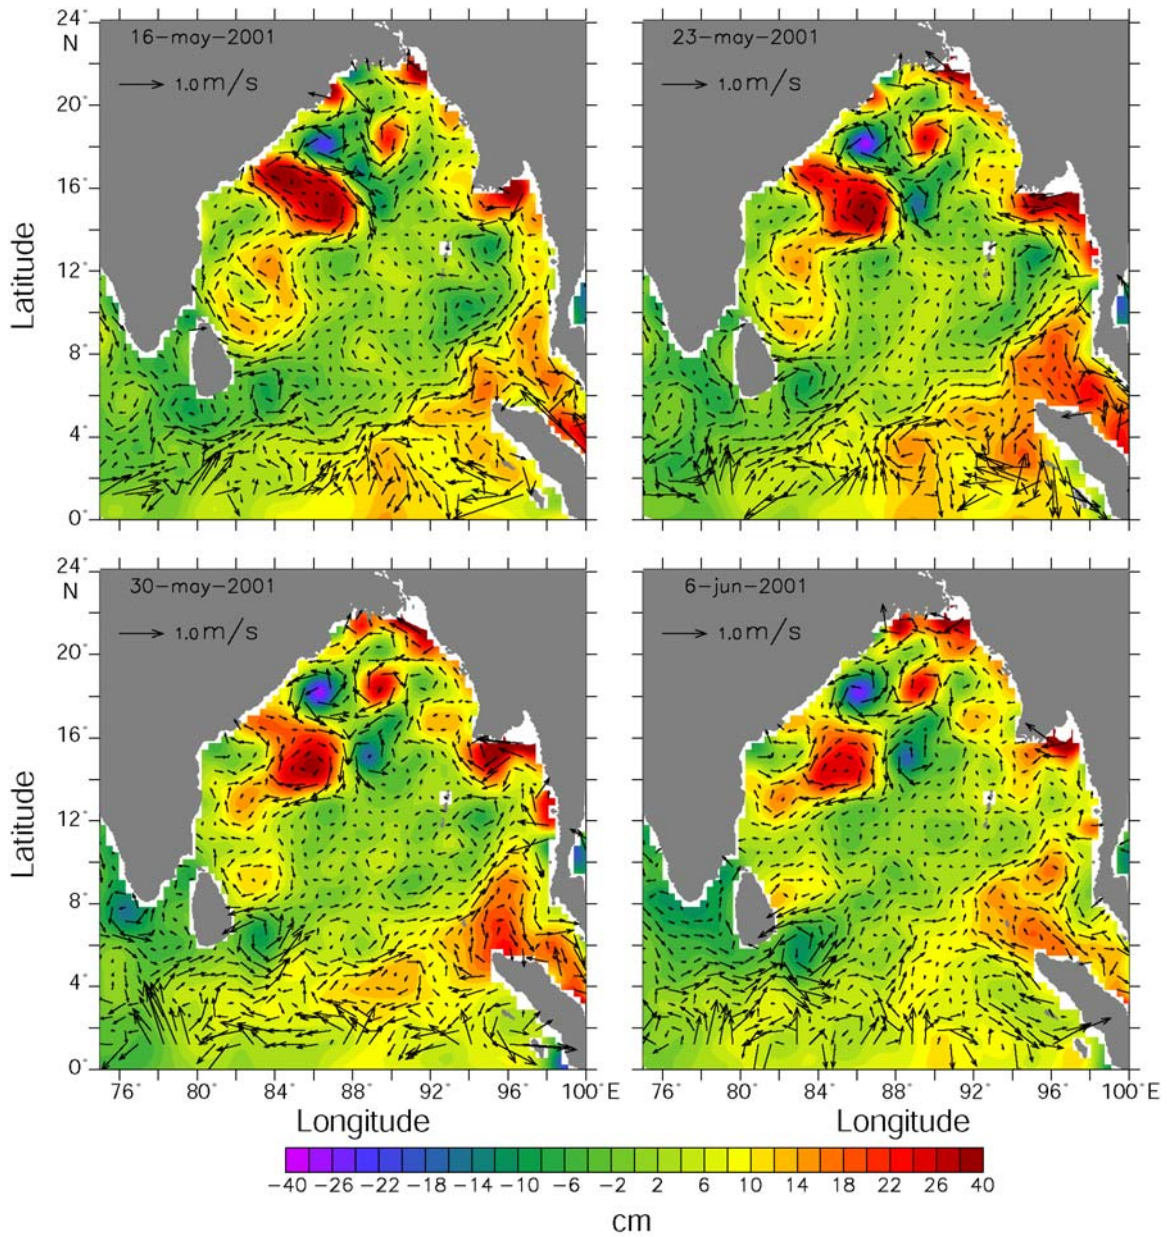 24°
N
20°
16°
12°
8°
4°
0°
Latitude
16-may-2001
1.0 m/s
23-may-2001
1.0 m/s
24°
N
20°
16°
12°
8°
4°
0°
Latitude
30-may-2001
1.0 m/s
6-jun-2001
1.0 m/s
76° 80° 84° 88° 92° 96° 100° E
76° 80° 84° 88° 92° 96° 100° E
Longitude
Longitude
-40 -26 -22 -18 -14 -10 -6 -2 2 6 10 14 18 22 26 40
cm